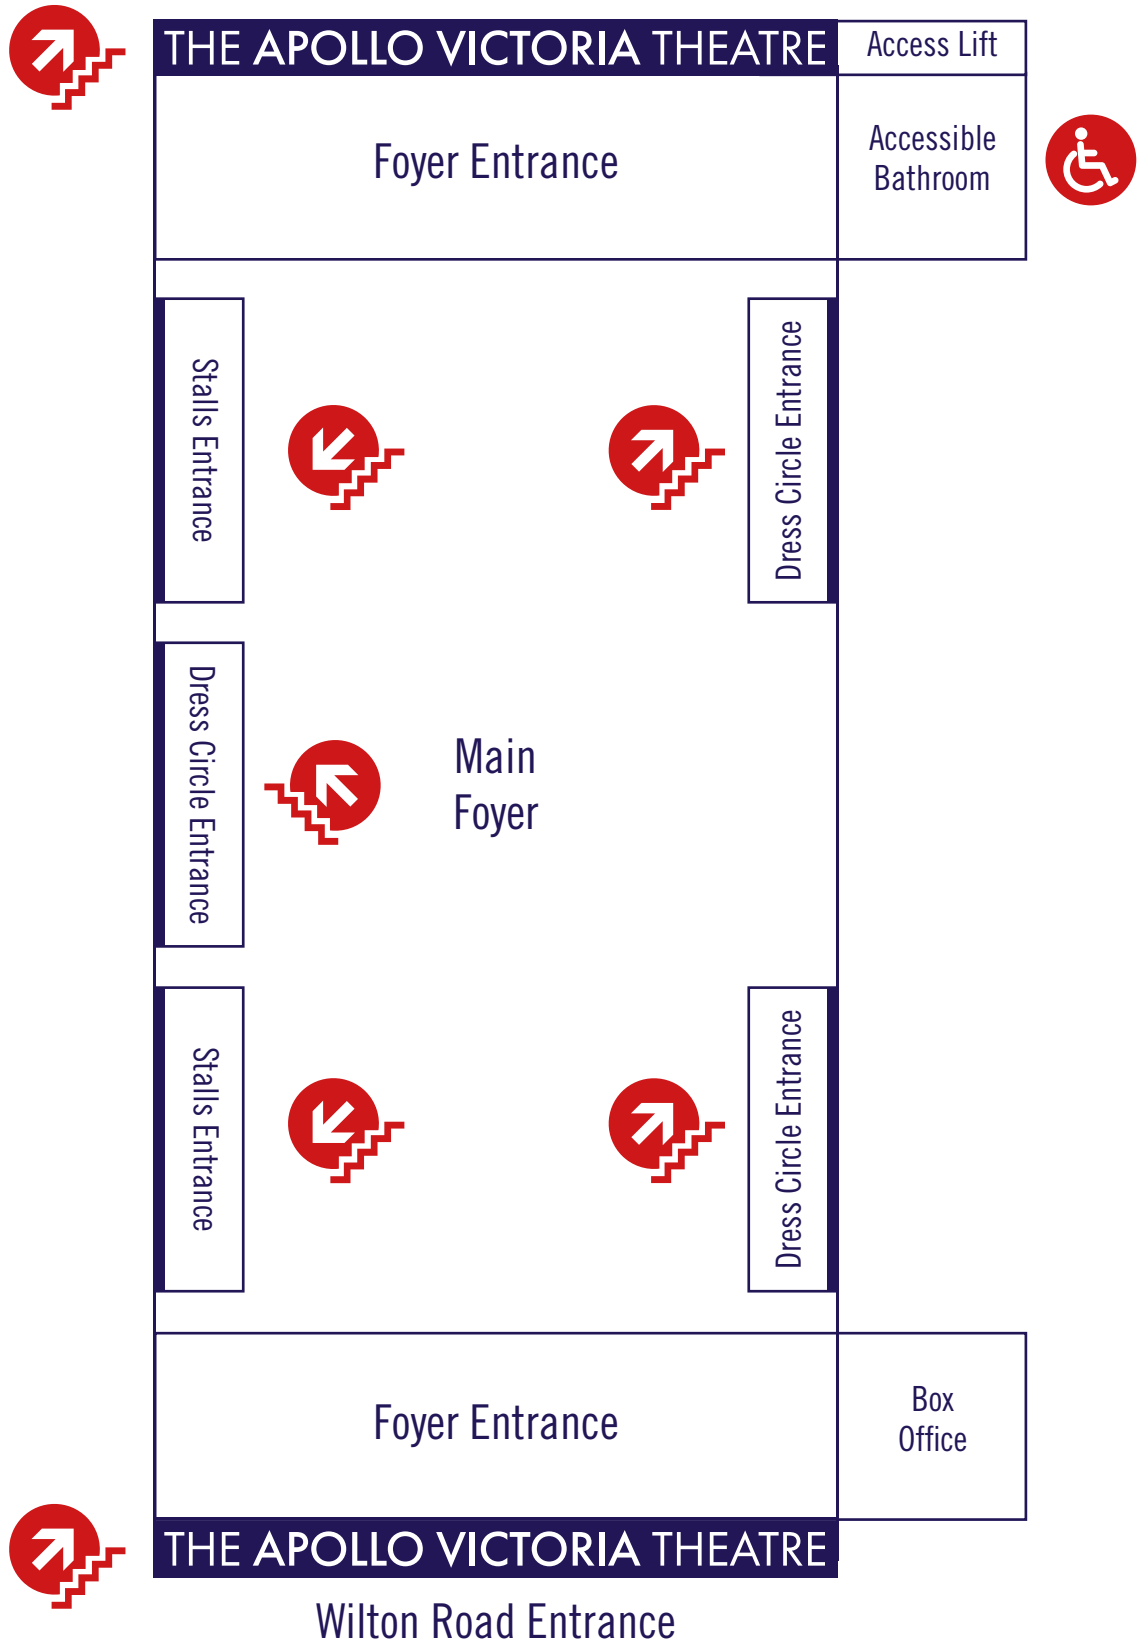 THE APOLLO VICTORIA THEATRE
Access Lift
Foyer Entrance
Accessible
Bathroom
Stalls Entrance
Dress Circle Entrance
Dress Circle Entrance
Main
Foyer
Stalls Entrance
Dress Circle Entrance
Foyer Entrance
Box
Office
THE APOLLO VICTORIA THEATRE
Wilton Road Entrance